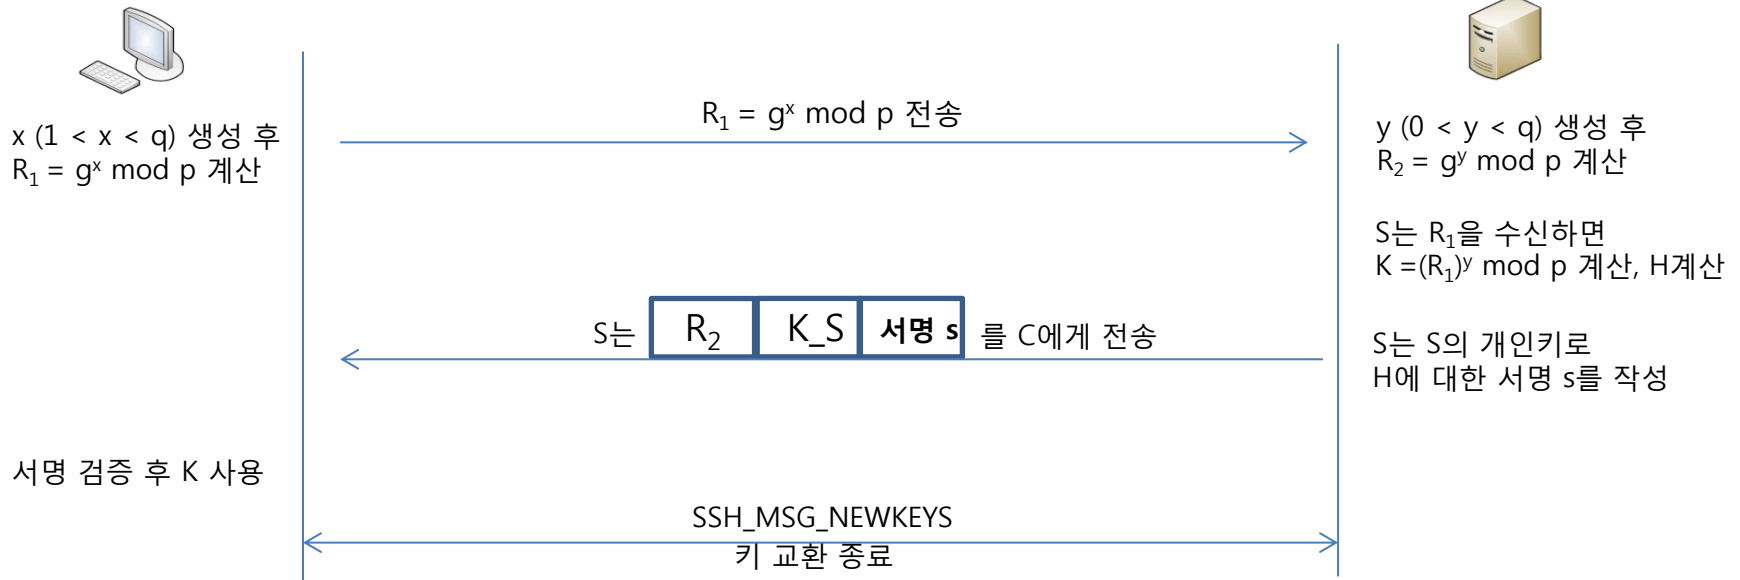 R₁ = gˣ mod p 전송
x (1 < x < q) 생성 후
R₁ = gˣ mod p 계산
y (0 < y < q) 생성 후
R₂ = gʸ mod p 계산
S는 R₁을 수신하면
K =(R₁)ʸ mod p 계산, H계산
S는 R₂ K_S 서명 s 를 C에게 전송
S는 S의 개인키로
H에 대한 서명 s를 작성
서명 검증 후 K 사용
SSH_MSG_NEWKEYS
키 교환 종료